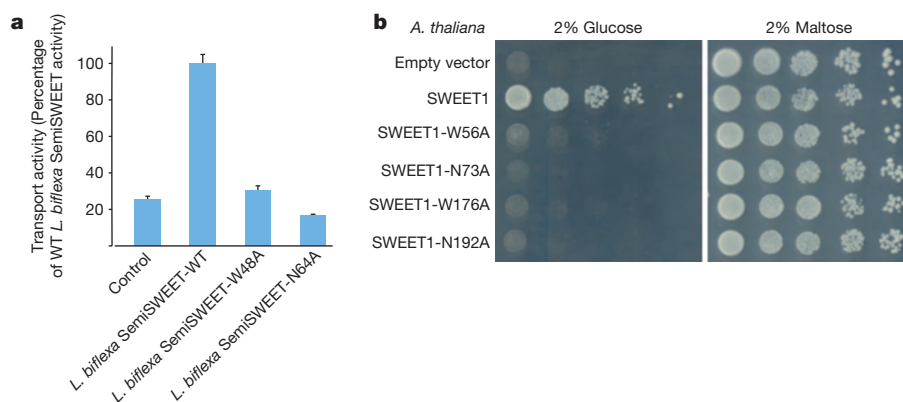 a
Transport activity (Percentage
of WT L. biflexa SemiSWEET activity)
100
80
60
40
20
Control
L. biflexa SemiSWEET-WT
L. biflexa SemiSWEET-W48A
L. biflexa SemiSWEET-N64A
b
A. thaliana 2% Glucose 2% Maltose
Empty vector
SWEET1
SWEET1-W56A
SWEET1-N73A
SWEET1-W176A
SWEET1-N192A